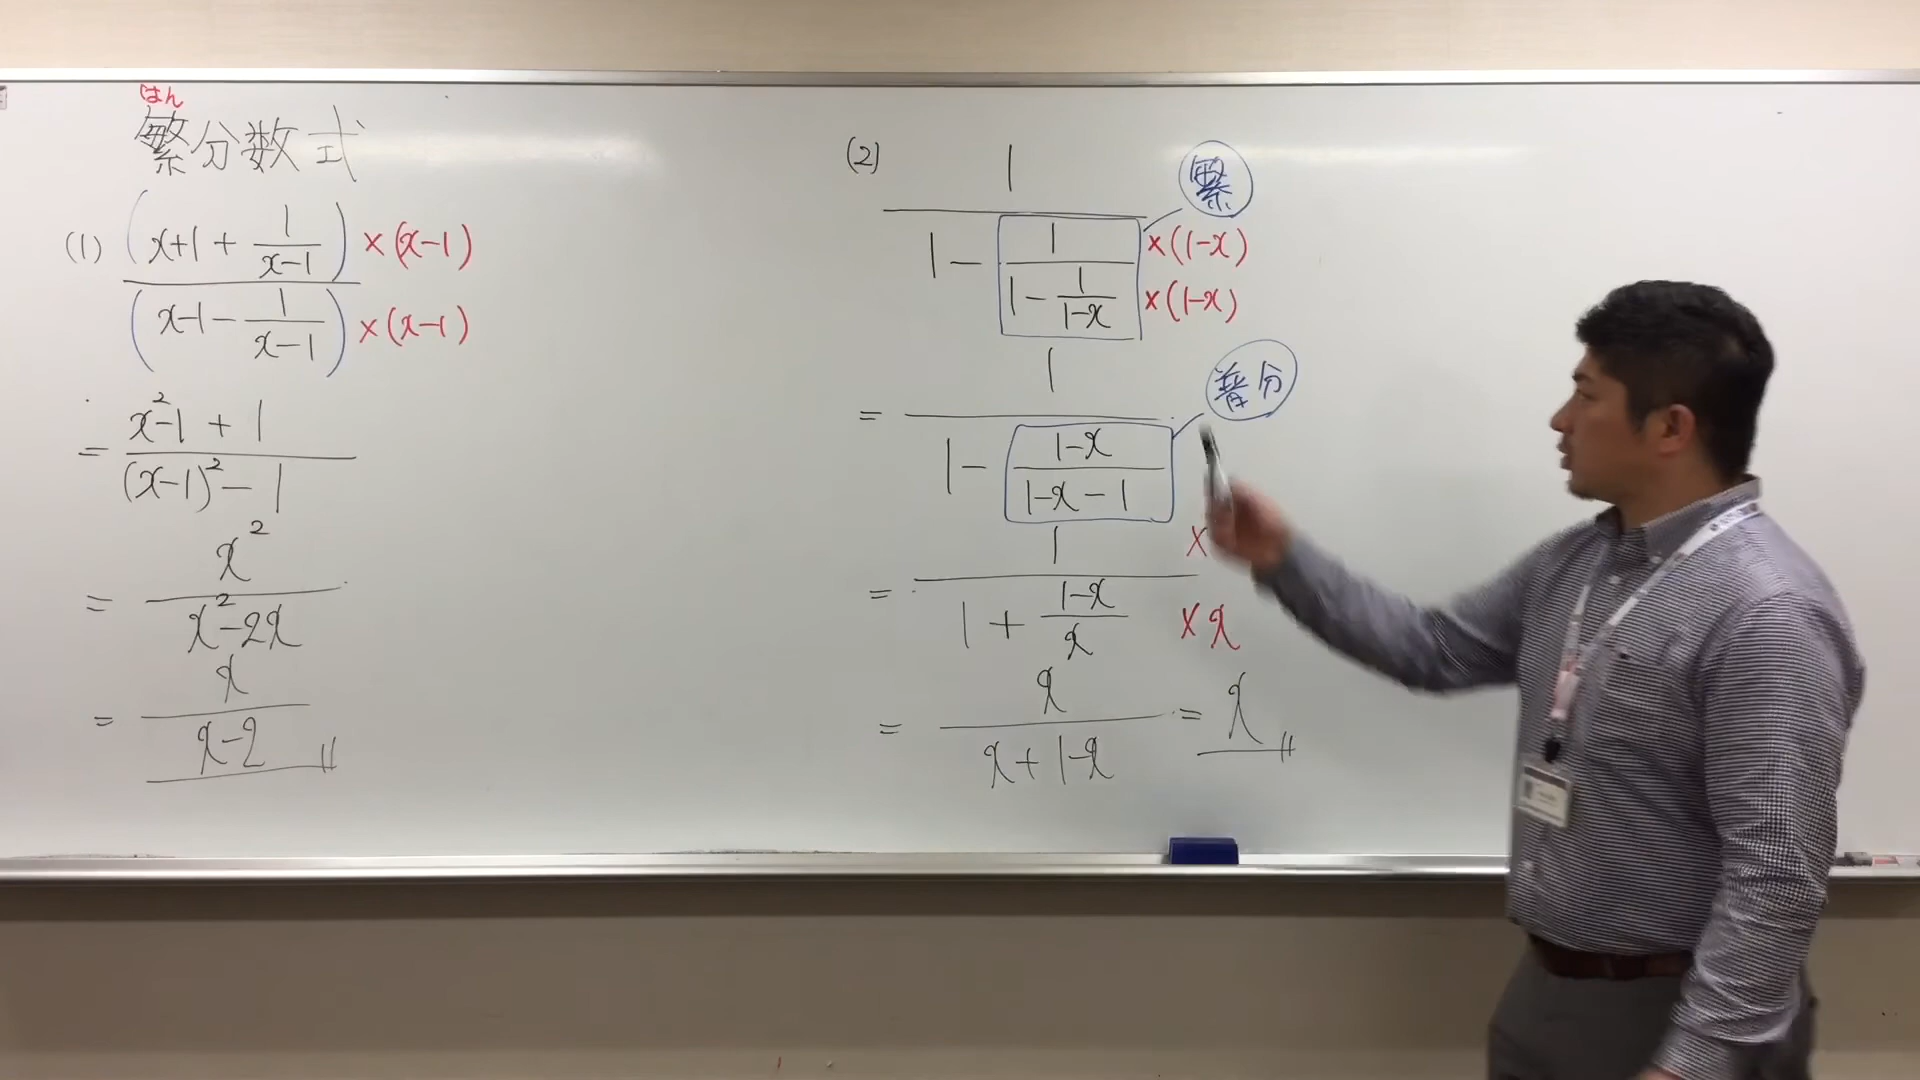 はん
繁分数式
(1) (x+1+1/(x-1)) ×(x-1)
(x-1-1/(x-1)) ×(x-1)
= (x²-1+1)/((x-1)²-1)
= x²/(x²-2x)
= x/(x-2)
(2) 1/(1-1/(1-1/(1-x))) ×(1-x)
×(1-x)
繁
= 1/(1-(1-x)/(1-x-1))
普分
= 1/(1+(1-x)/x) ×
×x
= x/(x+1-x) = x